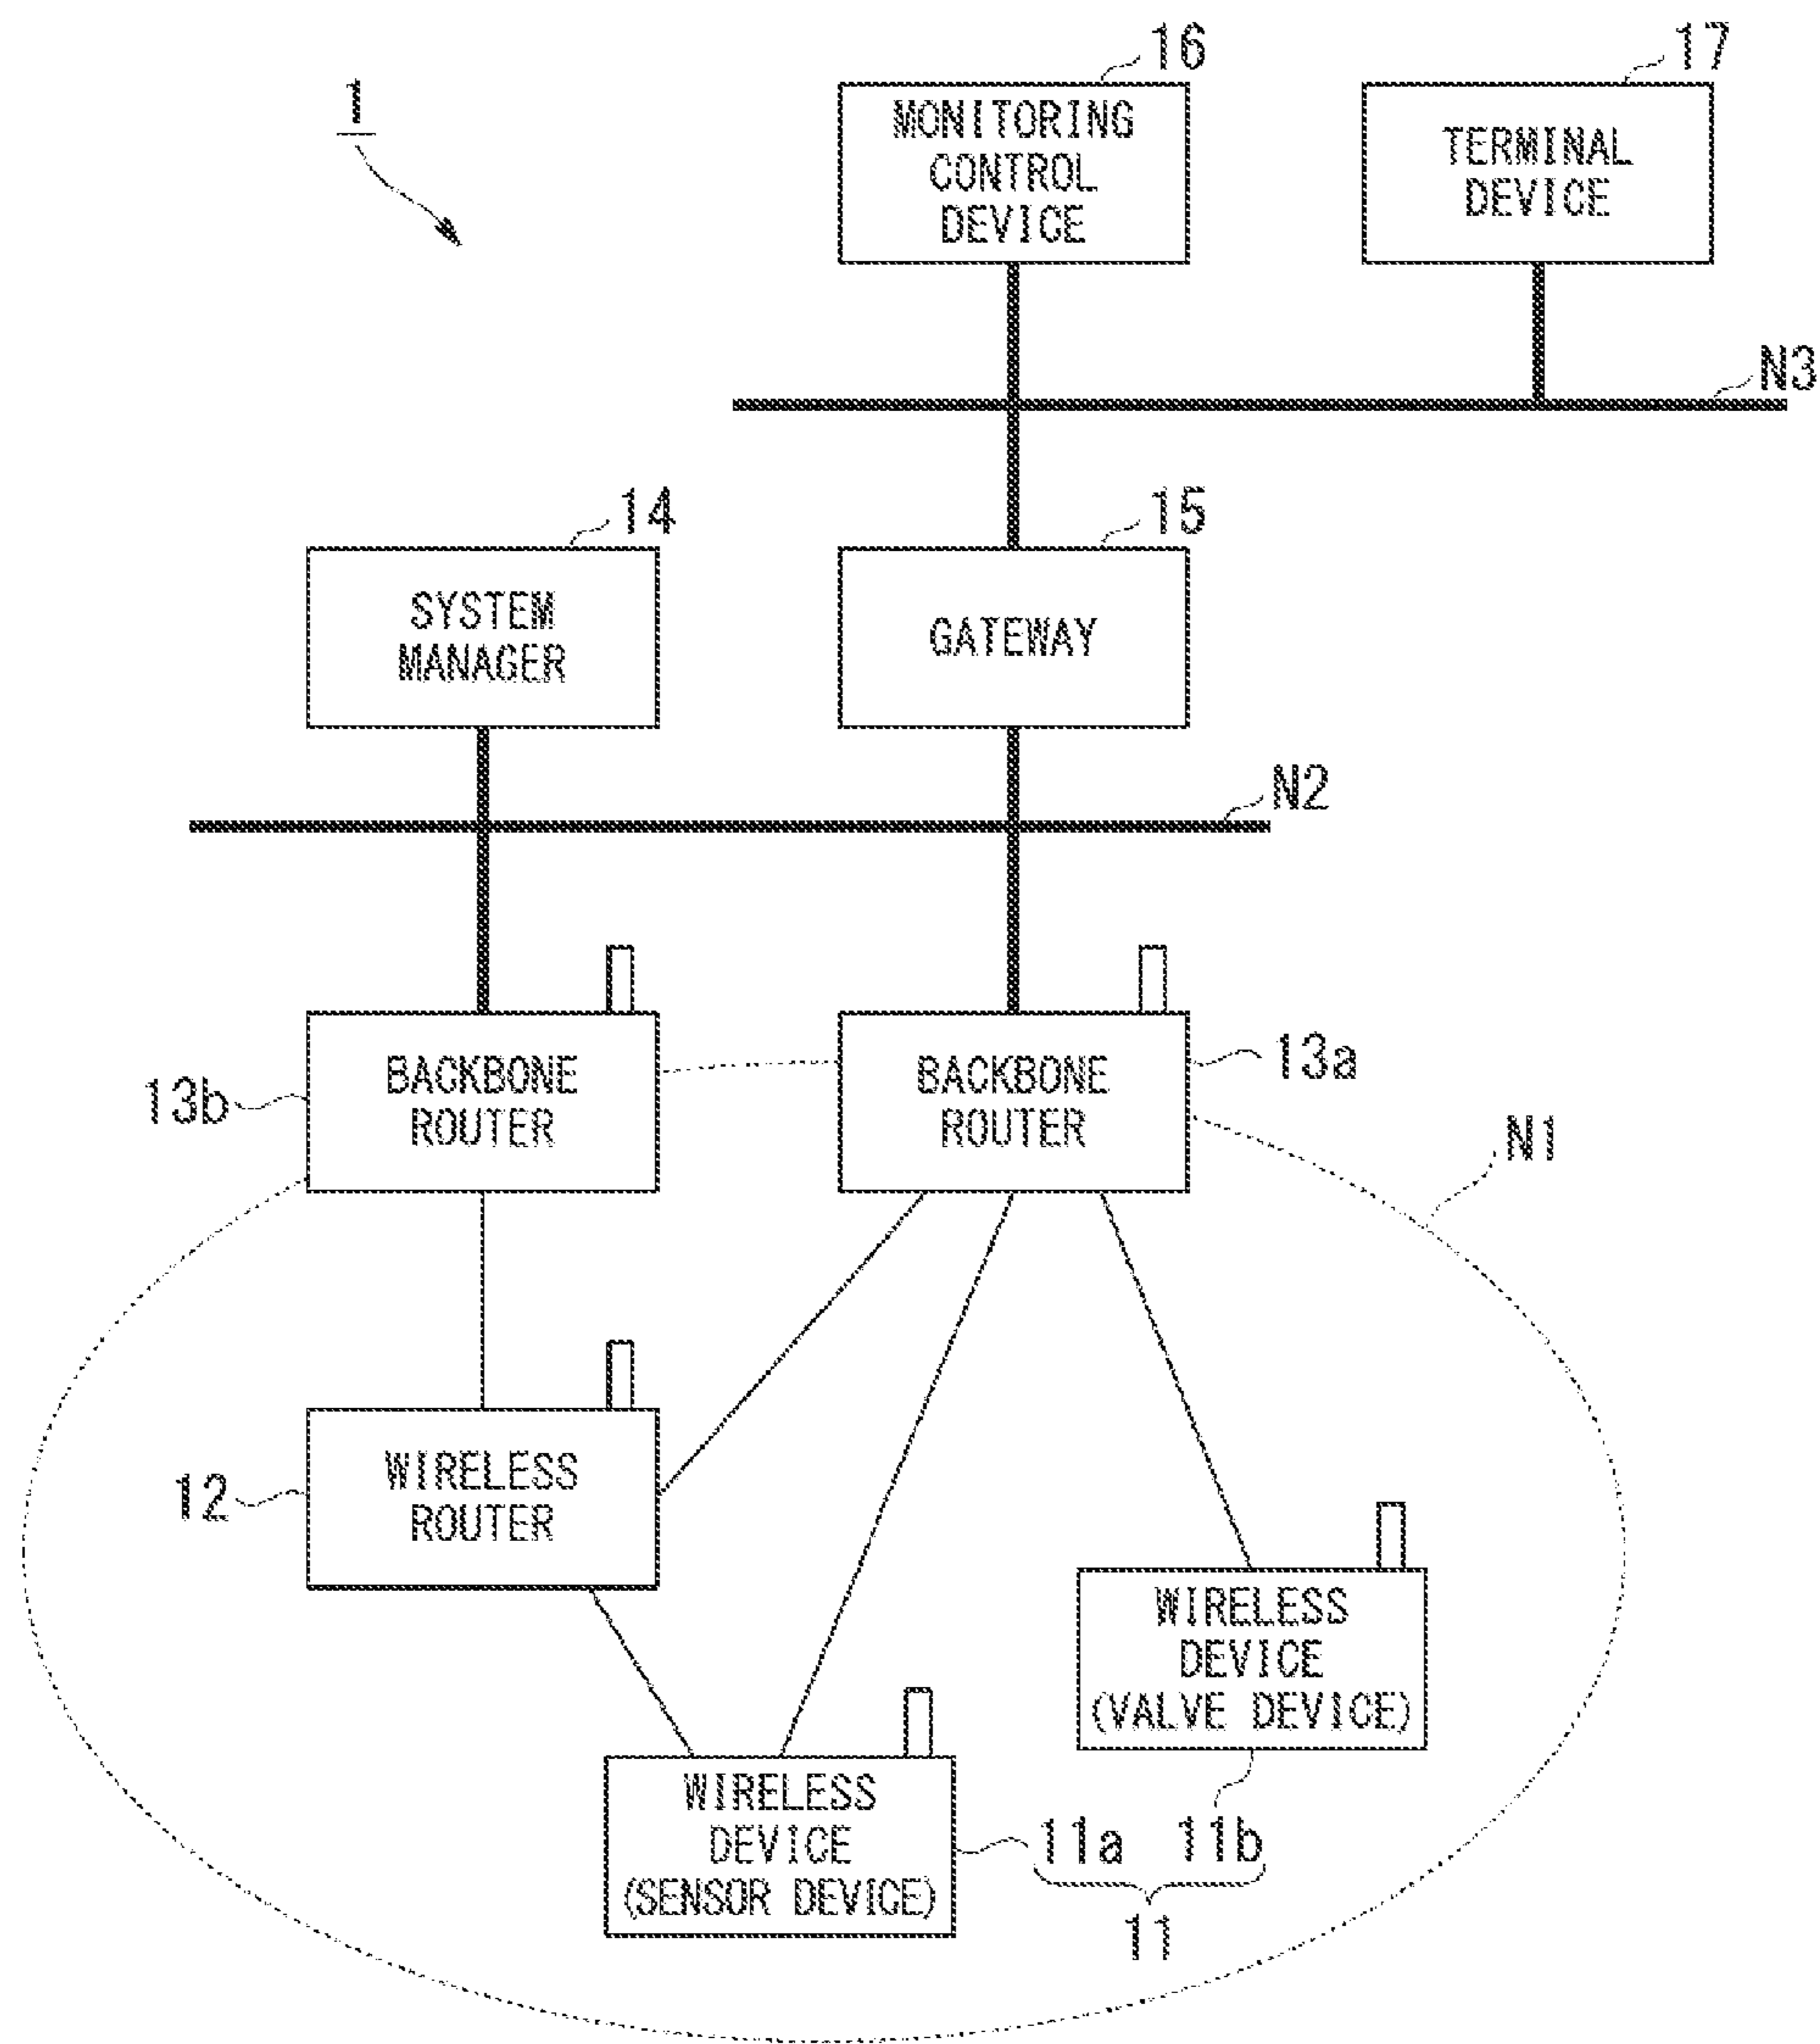 16
17
1
MONITORING
CONTROL
DEVICE
TERMINAL
DEVICE
N3
14
15
SYSTEM
MANAGER
GATEWAY
N2
13b
BACKBONE
ROUTER
BACKBONE
ROUTER
13a
N1
12
WIRELESS
ROUTER
WIRELESS
DEVICE
(VALVE DEVICE)
WIRELESS
DEVICE
(SENSOR DEVICE)
11a 11b
11